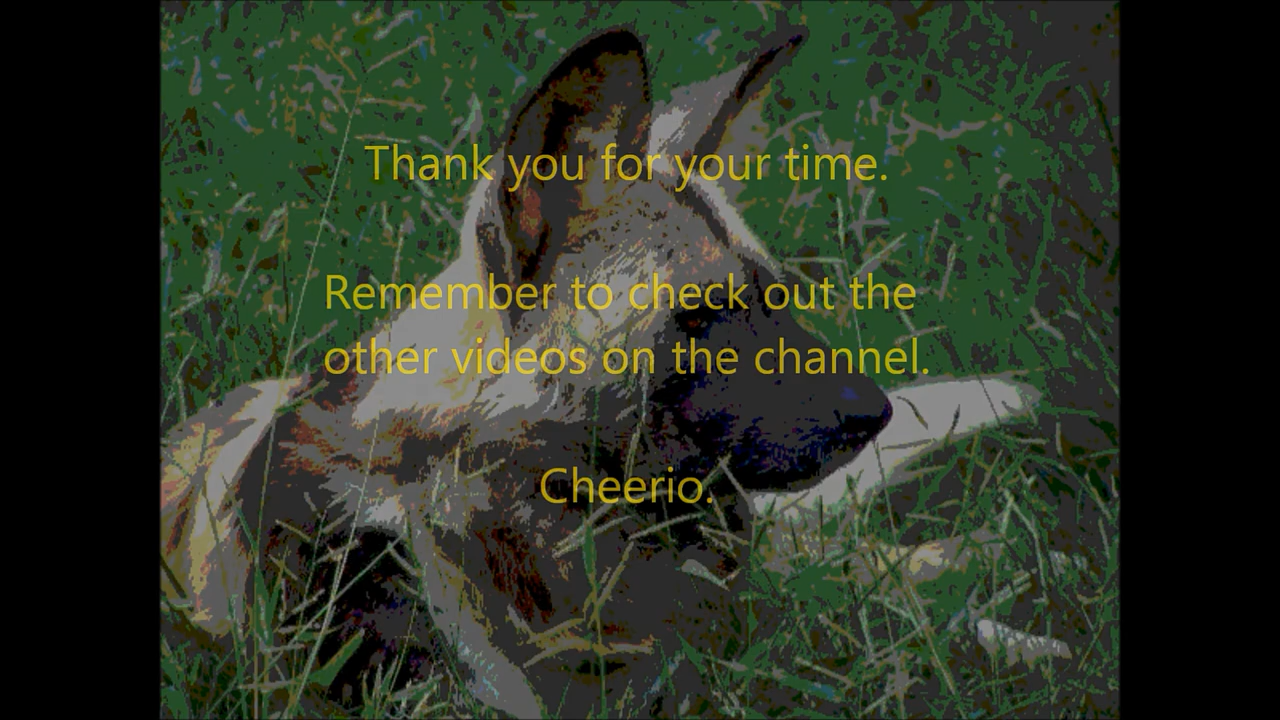 Thank you for your time.
Remember to check out the
other videos on the channel.
Cheerio.